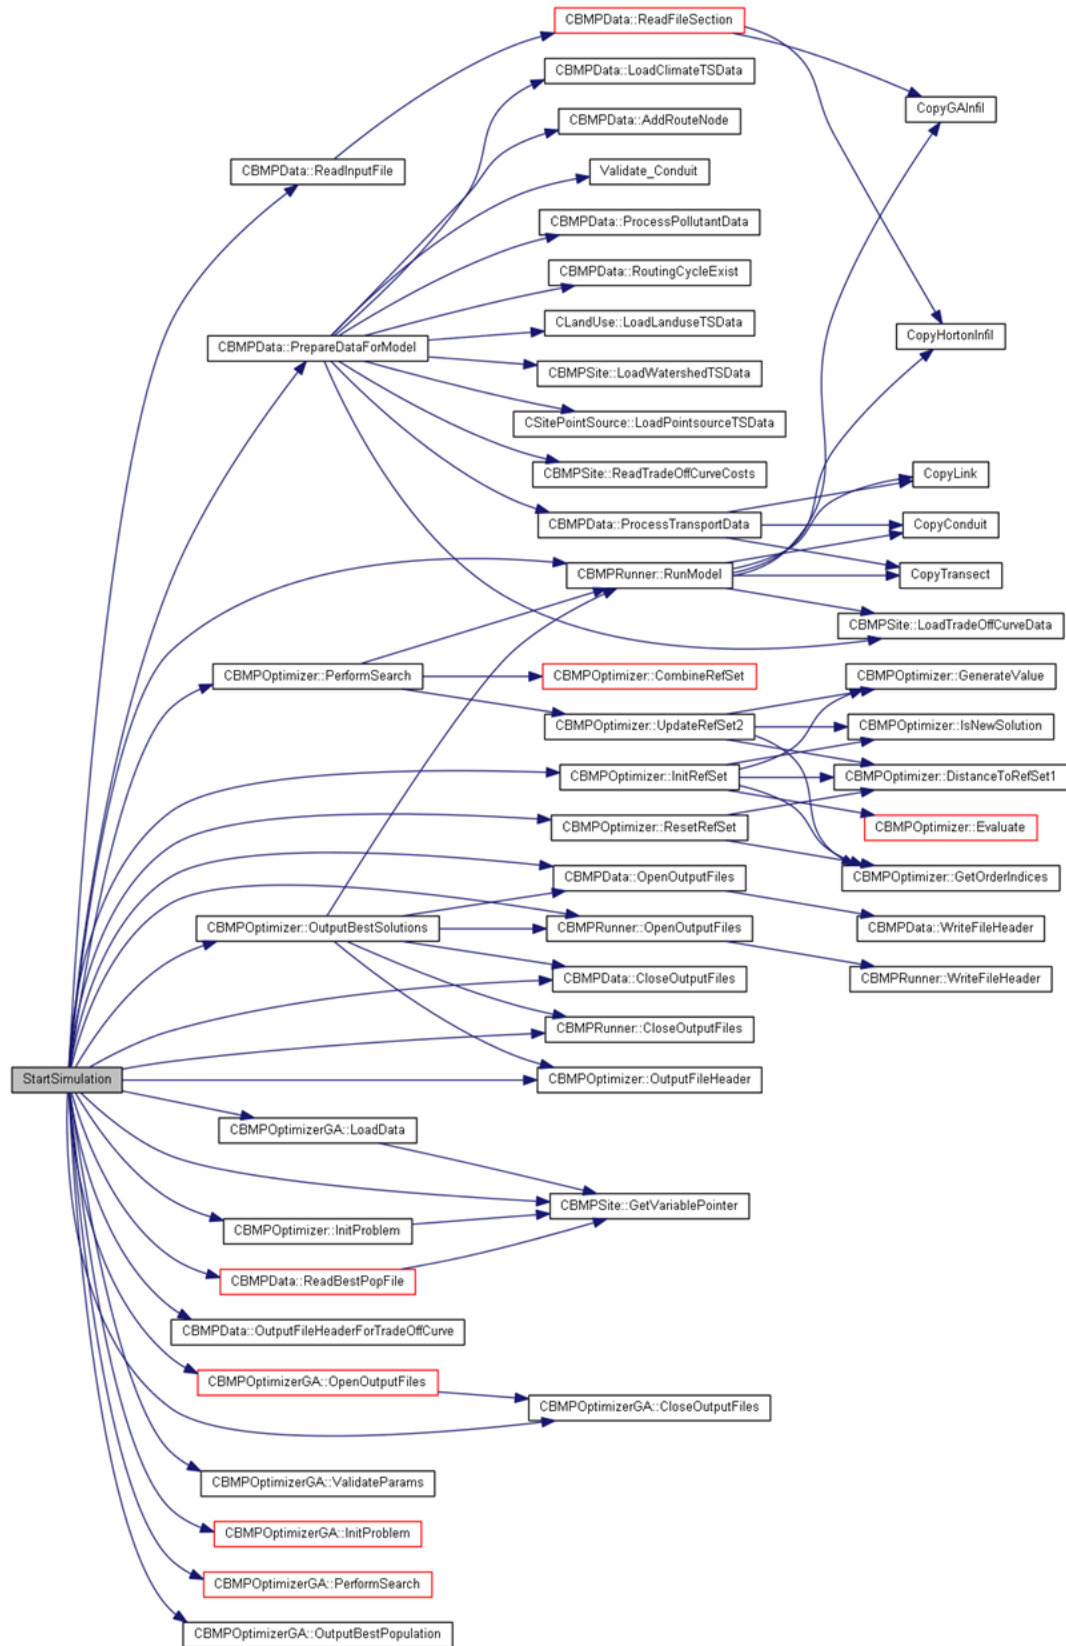 CBMPData::ReadFileSection
CBMPData::LoadClimateTSData
CopyGAInfil
CBMPData::AddRouteNode
CBMPData::ReadInputFile
Validate_Conduit
CBMPData::ProcessPollutantData
CBMPData::RoutingCycleExist
CLandUse::LoadLanduseTSData
CopyHortonInfil
CBMPData::PrepareDataForModel
CBMPSite::LoadWatershedTSData
CSitePointSource::LoadPointsourceTSData
CBMPSite::ReadTradeOffCurveCosts
CopyLink
CBMPData::ProcessTransportData
CopyConduit
CBMPRunner::RunModel
CopyTransect
CBMPSite::LoadTradeOffCurveData
CBMPOptimizer::PerformSearch
CBMPOptimizer::CombineRefSet
CBMPOptimizer::GenerateValue
CBMPOptimizer::UpdateRefSet2
CBMPOptimizer::IsNewSolution
CBMPOptimizer::InitRefSet
CBMPOptimizer::DistanceToRefSet1
CBMPOptimizer::ResetRefSet
CBMPOptimizer::Evaluate
CBMPData::OpenOutputFiles
CBMPOptimizer::GetOrderIndices
CBMPOptimizer::OutputBestSolutions
CBMPRunner::OpenOutputFiles
CBMPData::WriteFileHeader
CBMPData::CloseOutputFiles
CBMPRunner::WriteFileHeader
CBMPRunner::CloseOutputFiles
StartSimulation
CBMPOptimizer::OutputFileHeader
CBMPOptimizerGA::LoadData
CBMPSite::GetVariablePointer
CBMPOptimizer::InitProblem
CBMPData::ReadBestPopFile
CBMPData::OutputFileHeaderForTradeOffCurve
CBMPOptimizerGA::OpenOutputFiles
CBMPOptimizerGA::CloseOutputFiles
CBMPOptimizerGA::ValidateParams
CBMPOptimizerGA::InitProblem
CBMPOptimizerGA::PerformSearch
CBMPOptimizerGA::OutputBestPopulation